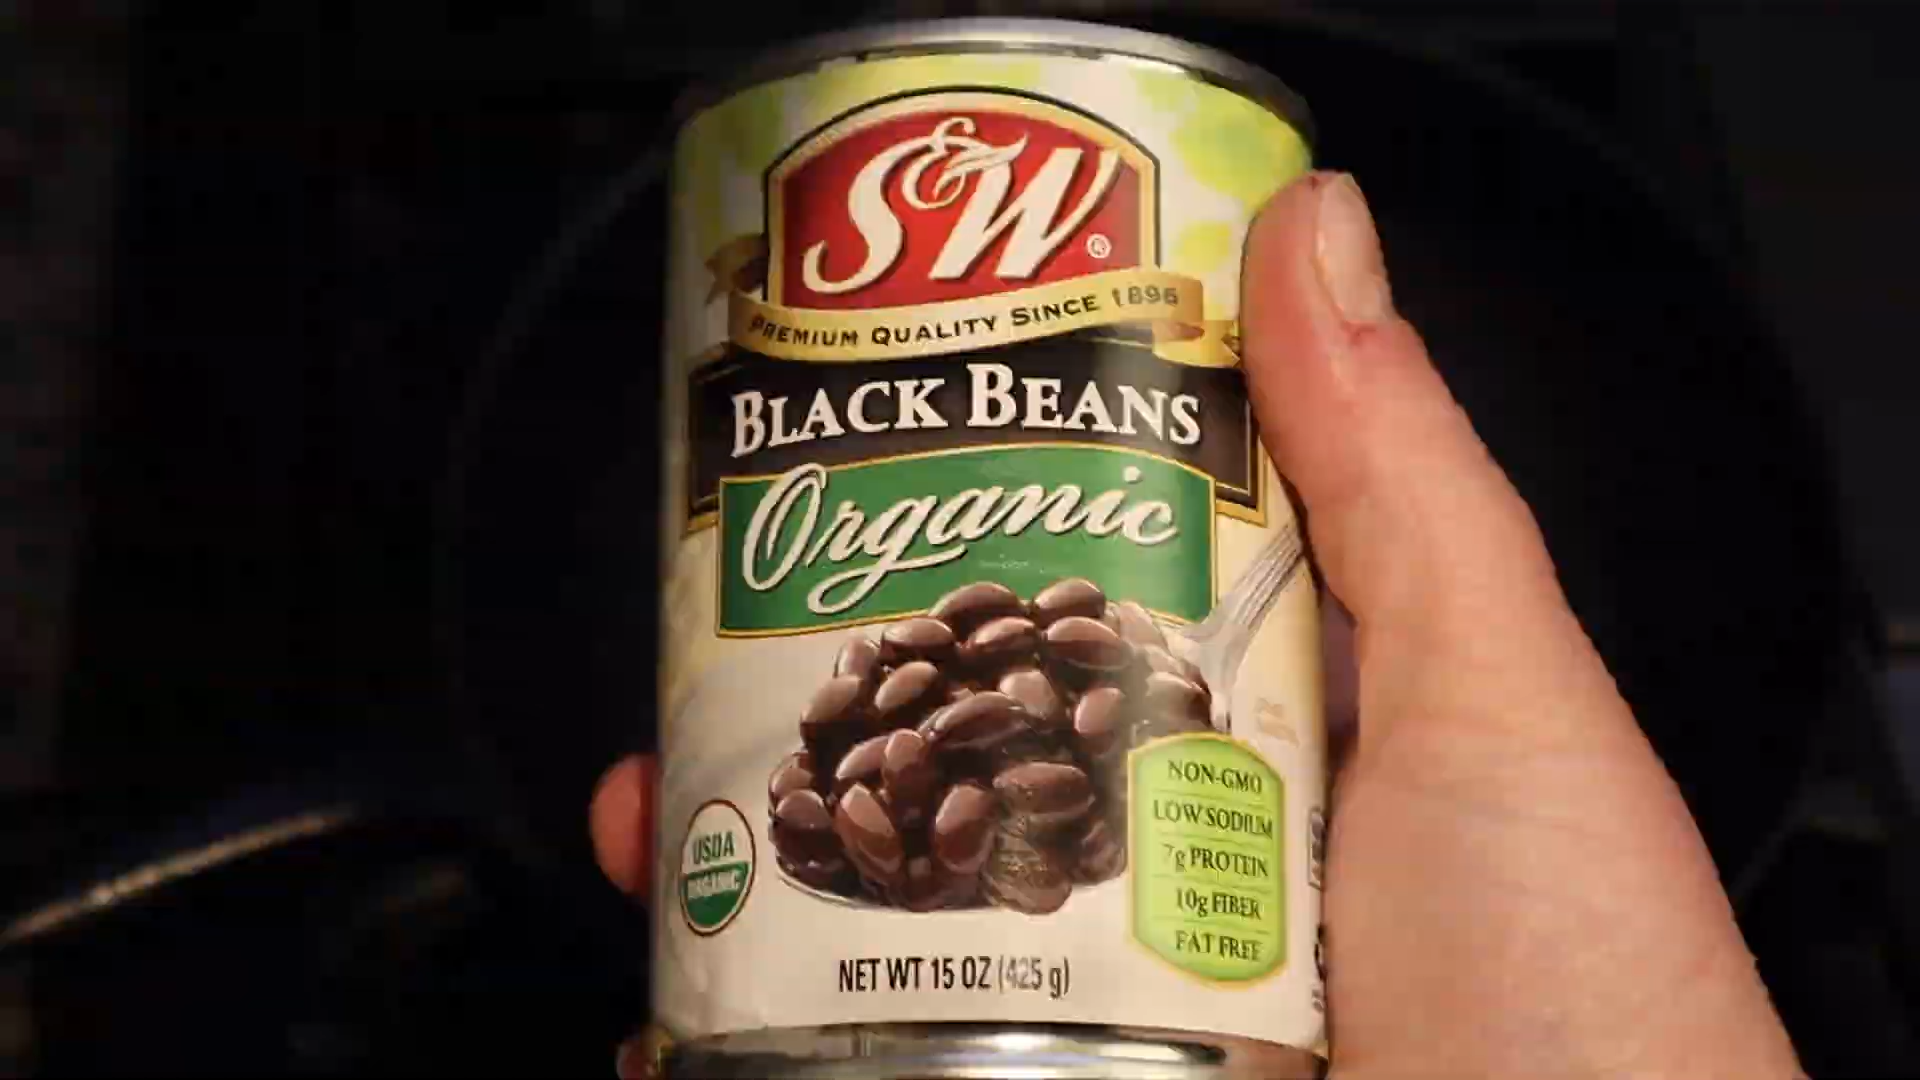 S&W®
PREMIUM QUALITY SINCE 1896
BLACK BEANS
Organic
NON-GMO
LOW SODIUM
7g PROTEIN
10g FIBER
FAT FREE
USDA
ORGANIC
NET WT 15 OZ (425 g)